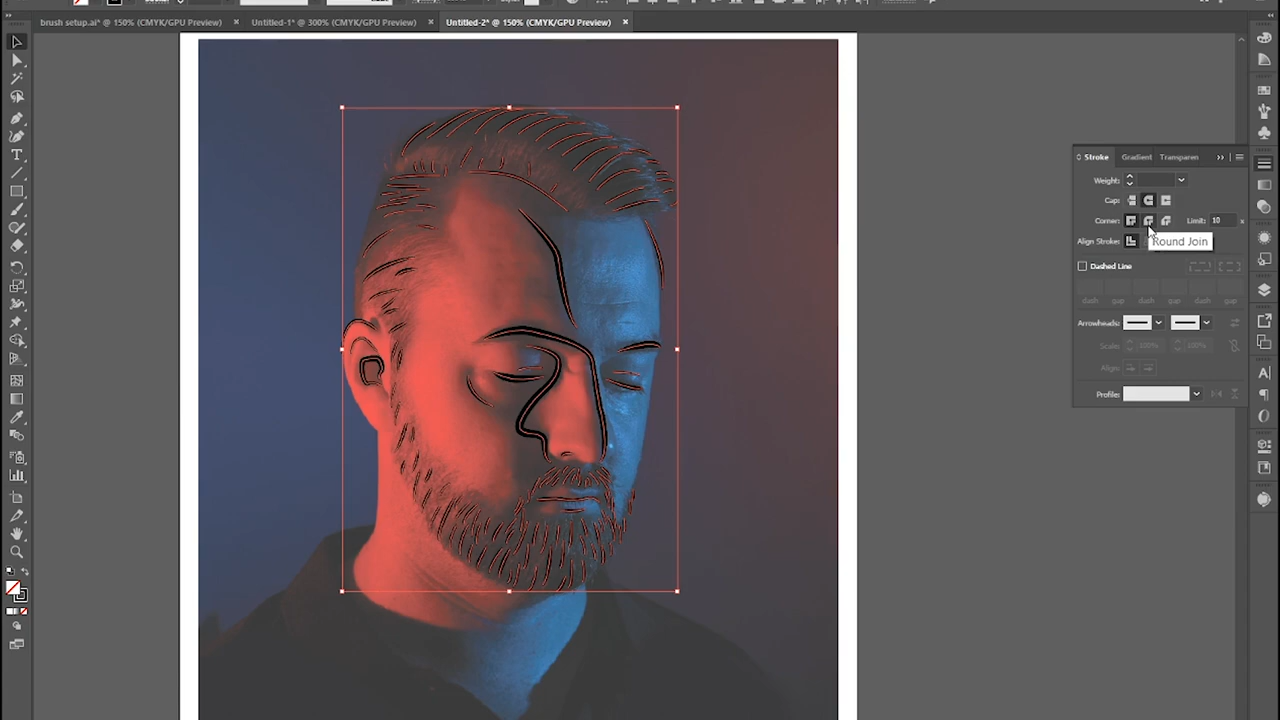 brush setup.ai* @ 150% (CMYK/GPU Preview) ×
Untitled-1* @ 300% (CMYK/GPU Preview) ×
Untitled-2* @ 150% (CMYK/GPU Preview) ×
Stroke Gradient Transparen
Weight:
Cap:
Corner: Limit: 10 x
Align Stroke:
Round Join
Dashed Line
dash gap dash gap dash gap
Arrowheads:
Scale: 100% 100%
Align:
Profile: